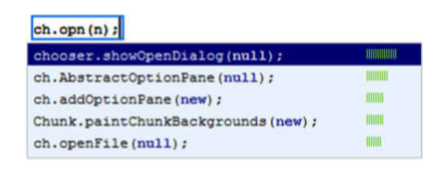 ch.opn(n);
chooser.showOpenDialog(null);
ch.AbstractOptionPane(null);
ch.addOptionPane(new);
Chunk.paintChunkBackgrounds(new);
ch.openFile(null);